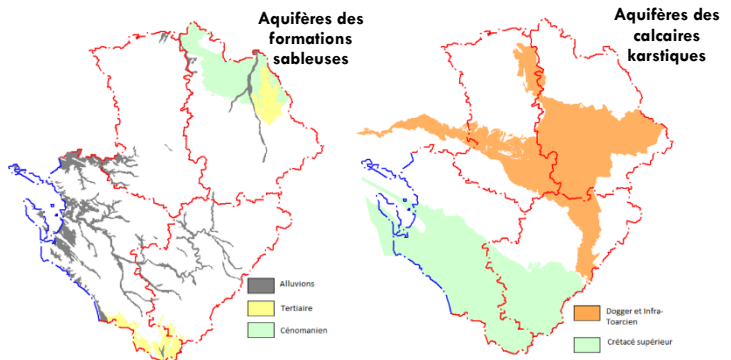 Aquifères des
formations
sableuses
Alluvions
Tertiaire
Cénomanien
Aquifères des
calcaires
karstiques
Dogger et Infra-
Toarcien
Crétacé supérieur